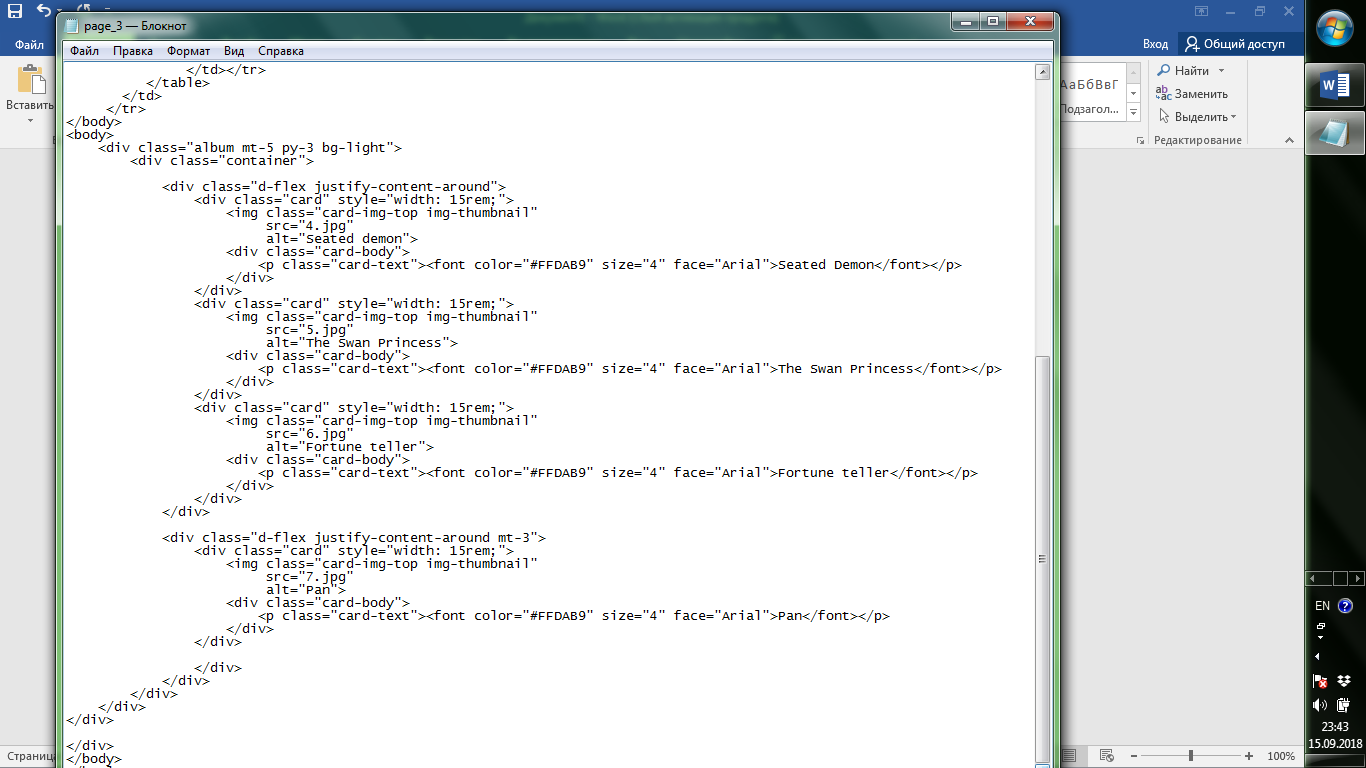 page_3 — Блокнот
Файл
Вход
Общий доступ
Файл Правка Формат Вид Справка
Вставить
АаБбВвГ
Подзагол...
Найти
Заменить
Выделить
Редактирование
</td></tr>
</table>
</td>
</tr>
</body>
<body>
<div class="album mt-5 py-3 bg-light">
<div class="container">
<div class="d-flex justify-content-around">
<div class="card" style="width: 15rem;">
<img class="card-img-top img-thumbnail"
src="4.jpg"
alt="Seated demon">
<div class="card-body">
<p class="card-text"><font color="#FFDAB9" size="4" face="Arial">Seated Demon</font></p>
</div>
</div>
<div class="card" style="width: 15rem;">
<img class="card-img-top img-thumbnail"
src="5.jpg"
alt="The Swan Princess">
<div class="card-body">
<p class="card-text"><font color="#FFDAB9" size="4" face="Arial">The Swan Princess</font></p>
</div>
</div>
<div class="card" style="width: 15rem;">
<img class="card-img-top img-thumbnail"
src="6.jpg"
alt="Fortune teller">
<div class="card-body">
<p class="card-text"><font color="#FFDAB9" size="4" face="Arial">Fortune teller</font></p>
</div>
</div>
</div>
<div class="d-flex justify-content-around mt-3">
<div class="card" style="width: 15rem;">
<img class="card-img-top img-thumbnail"
src="7.jpg"
alt="Pan">
<div class="card-body">
<p class="card-text"><font color="#FFDAB9" size="4" face="Arial">Pan</font></p>
</div>
</div>
</div>
</div>
</div>
</div>
</div>
</div>
</body>
Страница
100%
EN
23:43
15.09.2018